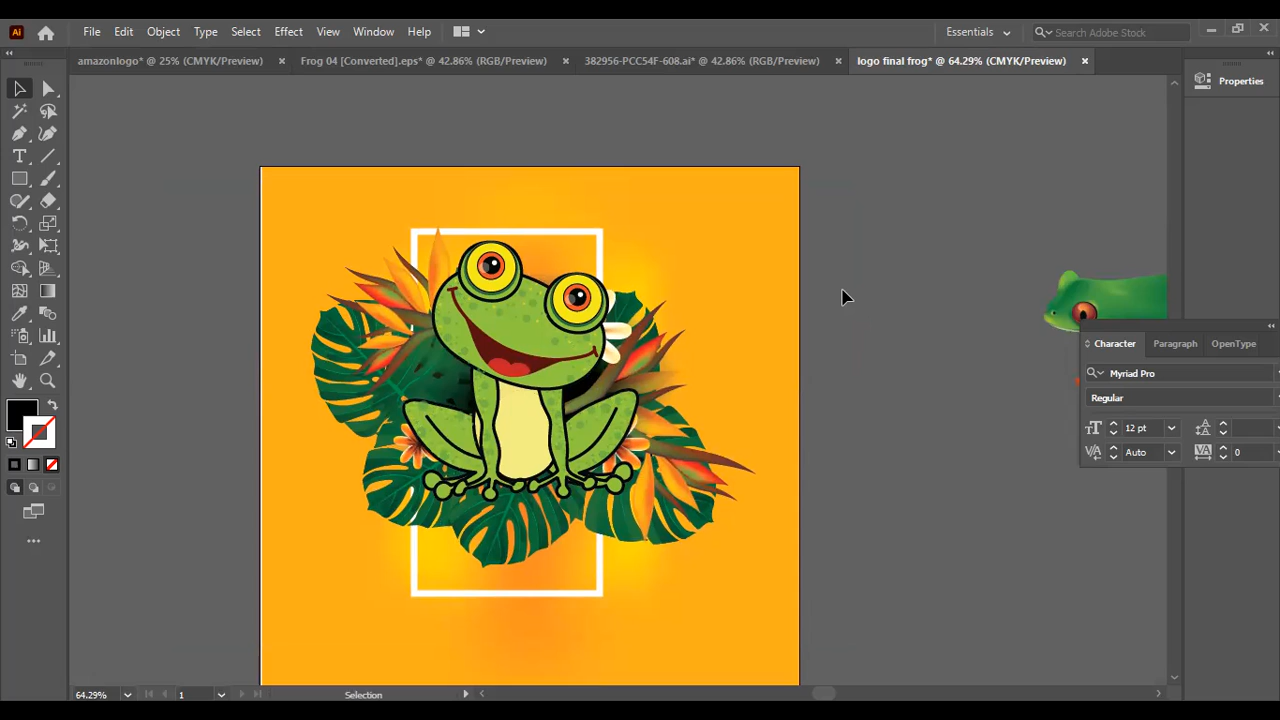 Ai File Edit Object Type Select Effect View Window Help Essentials Search Adobe Stock
amazonlogo* @ 25% (CMYK/Preview) Frog 04 [Converted].eps* @ 42.86% (RGB/Preview) 382956-PCC54F-608.ai* @ 42.86% (RGB/Preview) logo final frog* @ 64.29% (CMYK/Preview)
Properties
Character Paragraph OpenType
Myriad Pro
Regular
12 pt
Auto 0
64.29% 1 Selection